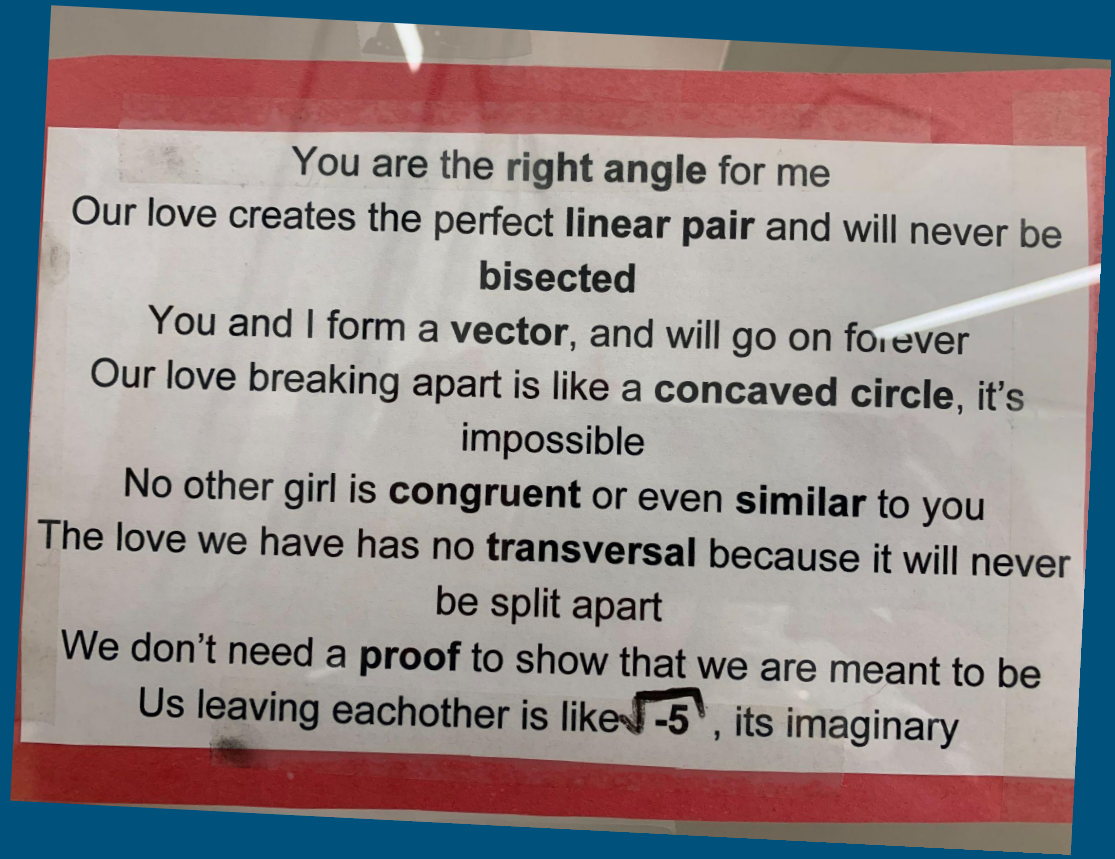 You are the right angle for me
Our love creates the perfect linear pair and will never be
bisected
You and I form a vector, and will go on forever
Our love breaking apart is like a concaved circle, it's
impossible
No other girl is congruent or even similar to you
The love we have has no transversal because it will never
be split apart
We don't need a proof to show that we are meant to be
Us leaving eachother is like √-5 , its imaginary